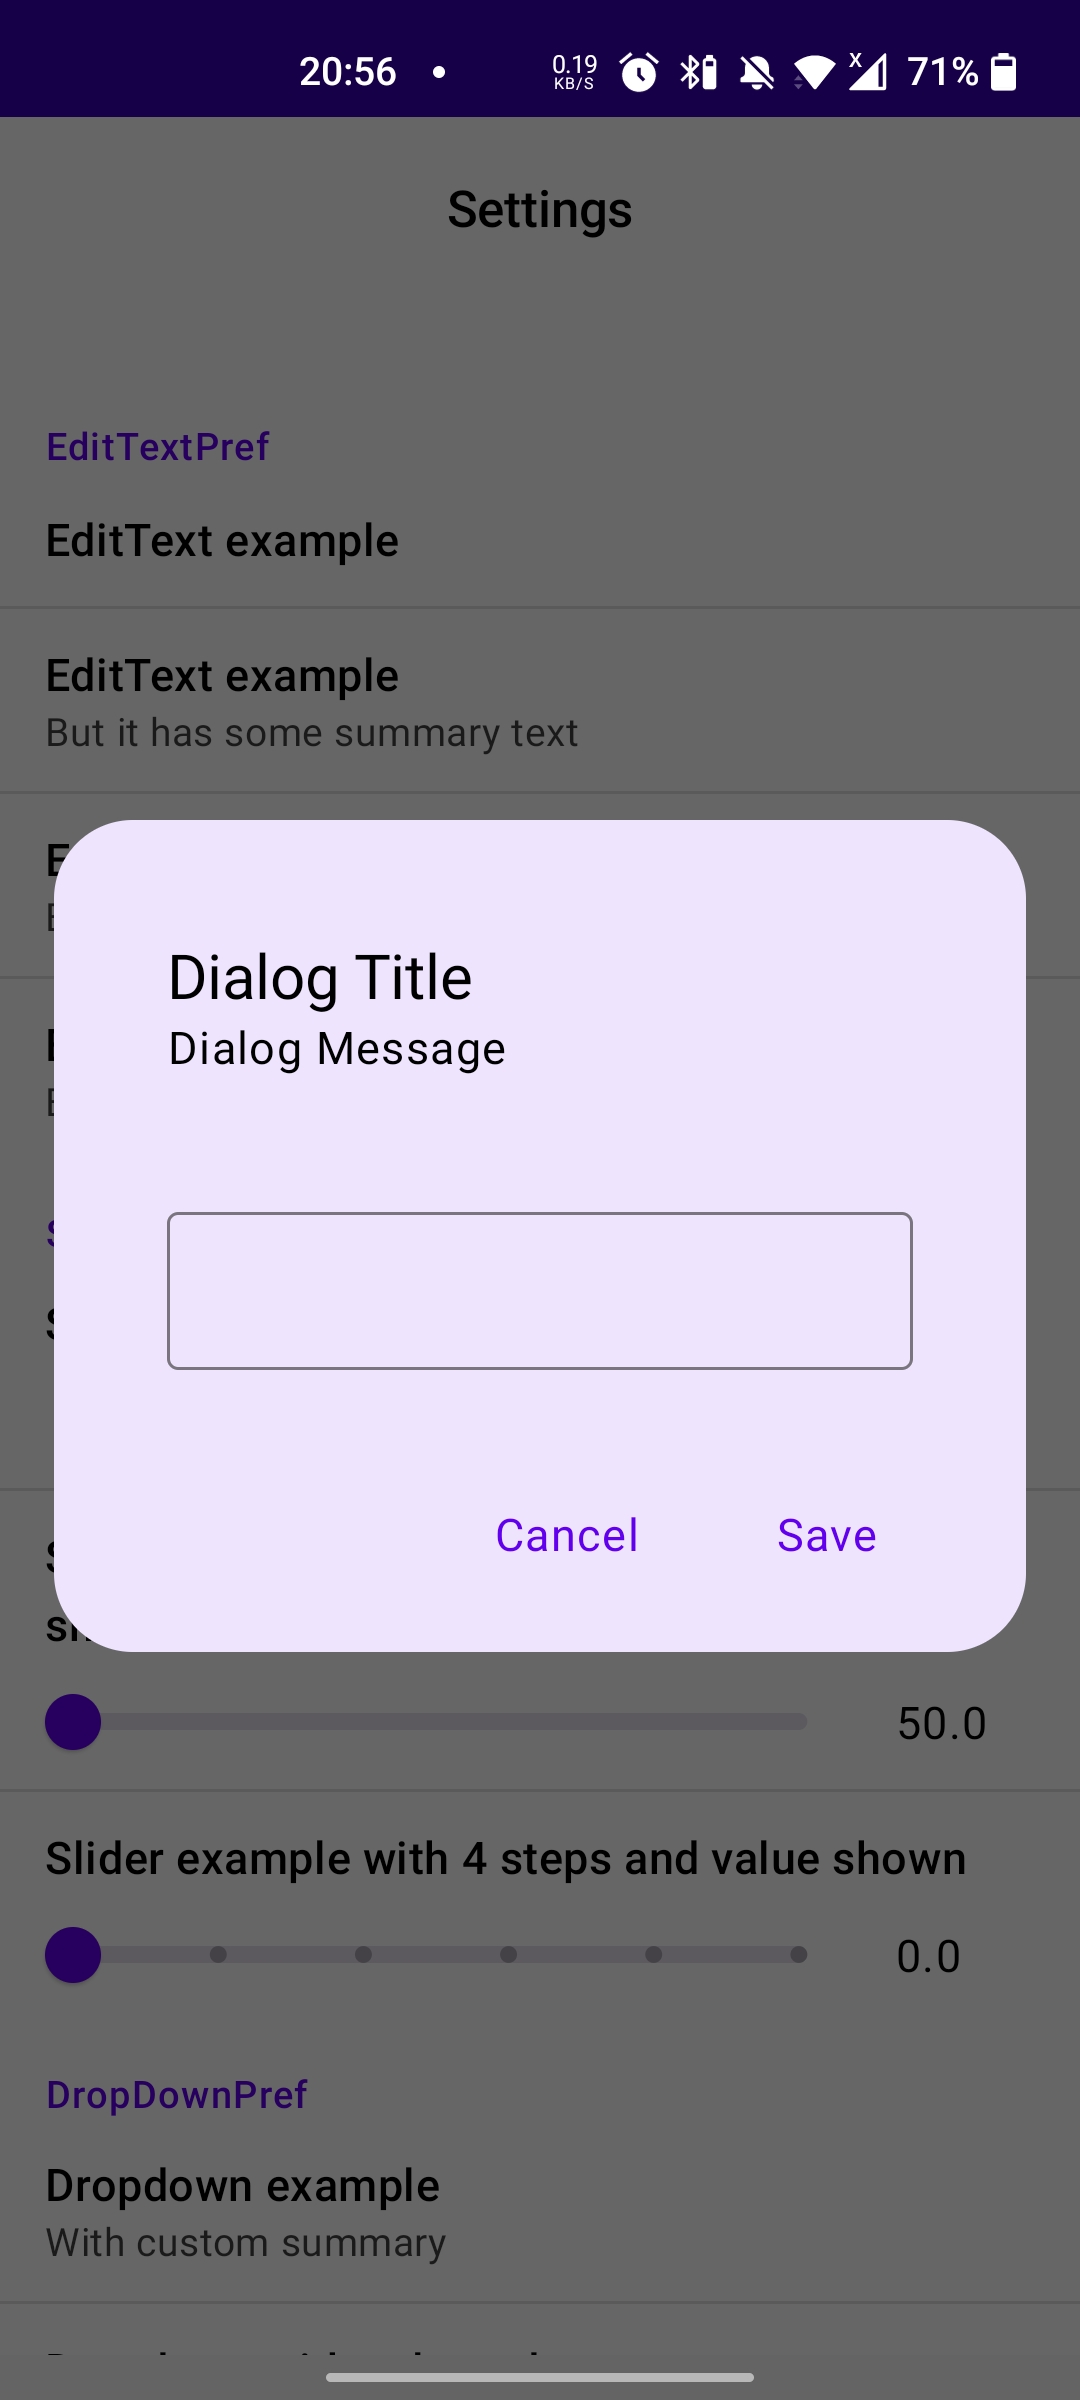 20:56
0.19
KB/S
71%
Settings
EditTextPref
EditText example
EditText example
But it has some summary text
Dialog Title
Dialog Message
Cancel
Save
50.0
Slider example with 4 steps and value shown
0.0
DropDownPref
Dropdown example
With custom summary